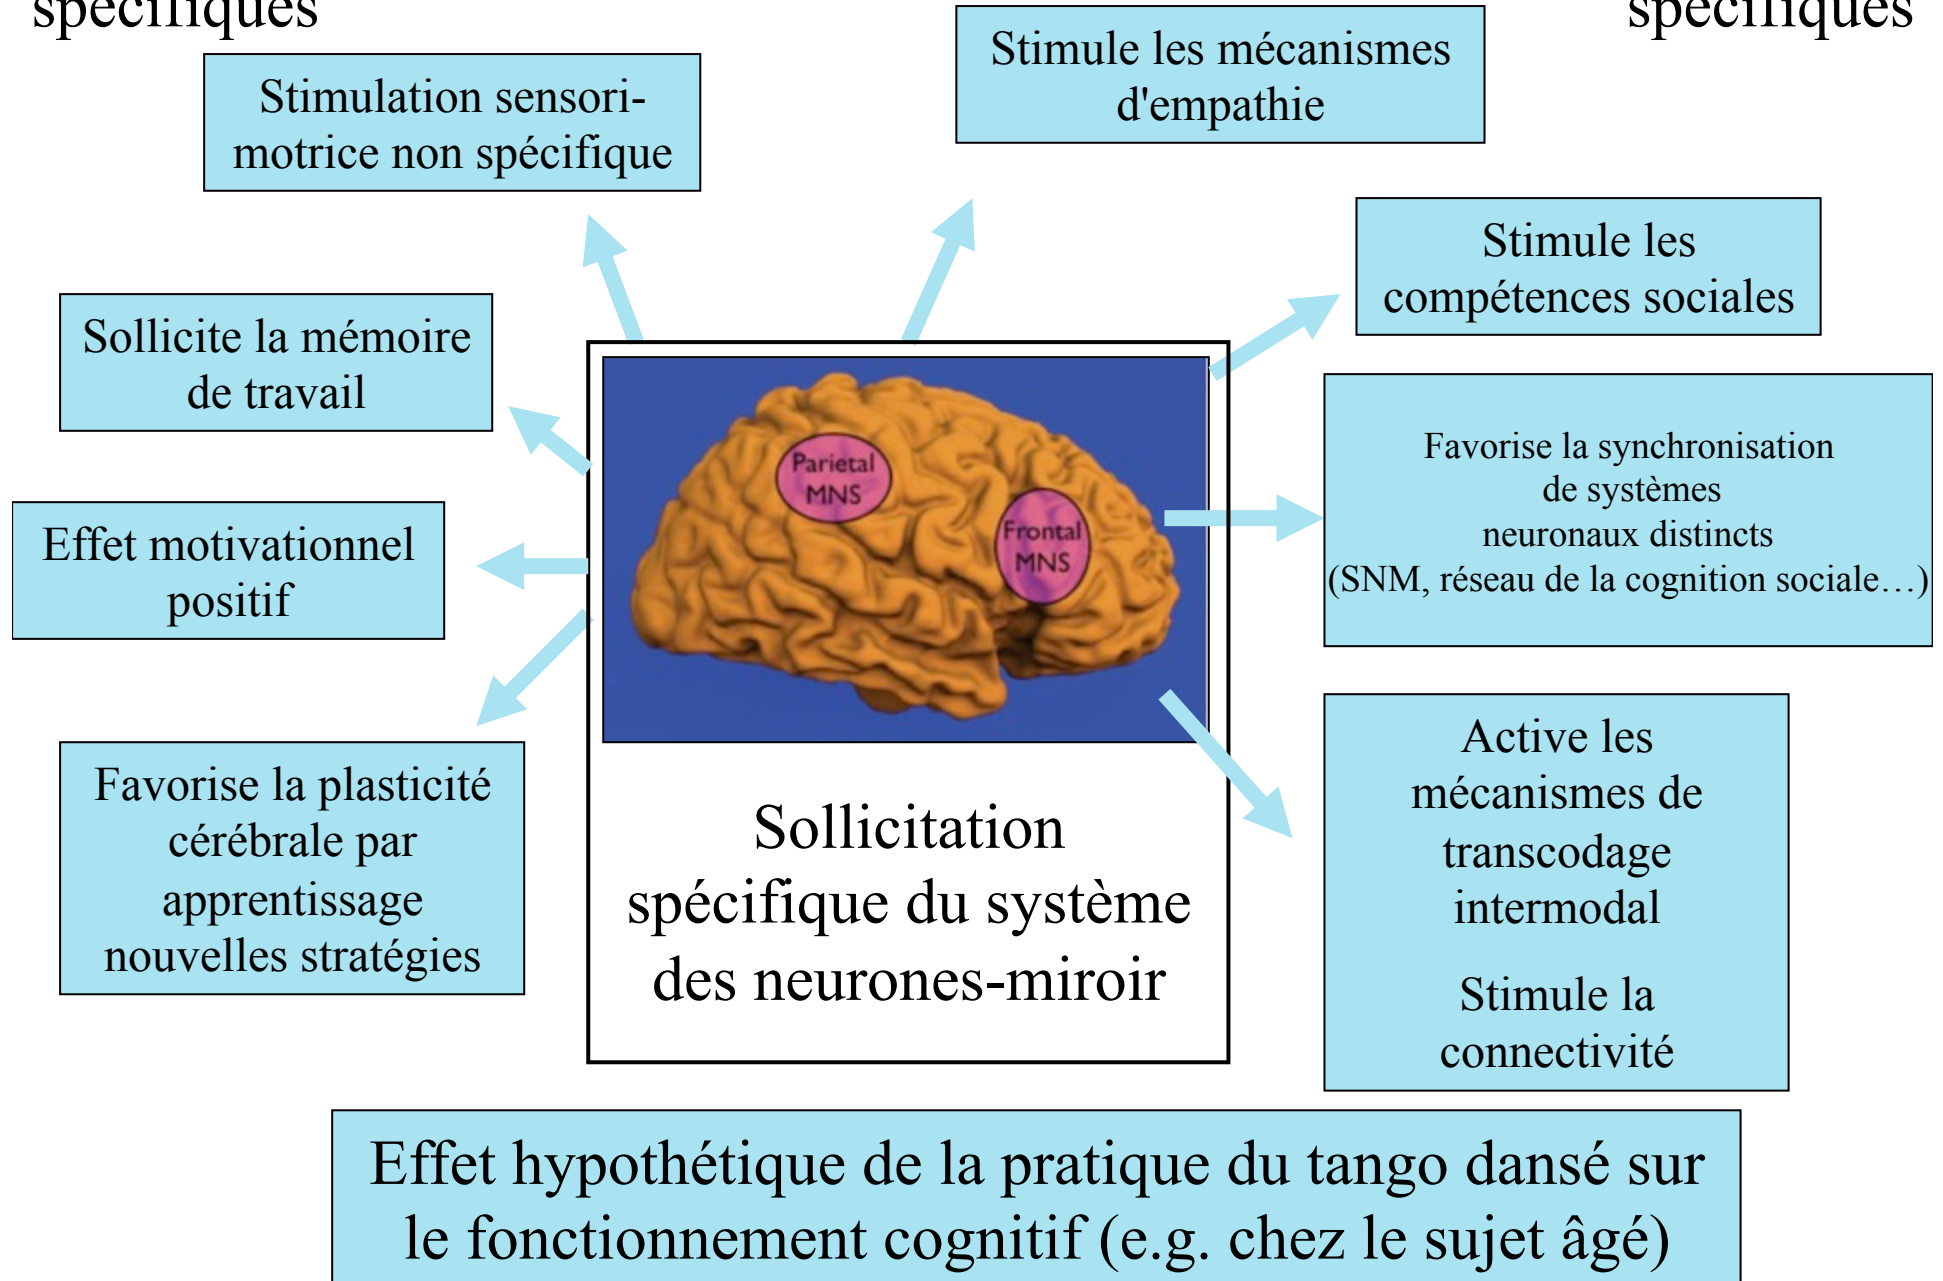 spécifiques
spécifiques
Stimulation sensori-
motrice non spécifique
Stimule les mécanismes
d'empathie
Sollicite la mémoire
de travail
Stimule les
compétences sociales
Effet motivationnel
positif
Favorise la synchronisation
de systèmes
neuronaux distincts
(SNM, réseau de la cognition sociale…)
Parietal
MNS
Frontal
MNS
Favorise la plasticité
cérébrale par
apprentissage
nouvelles stratégies
Sollicitation
spécifique du système
des neurones-miroir
Active les
mécanismes de
transcodage
intermodal
Stimule la
connectivité
Effet hypothétique de la pratique du tango dansé sur
le fonctionnement cognitif (e.g. chez le sujet âgé)